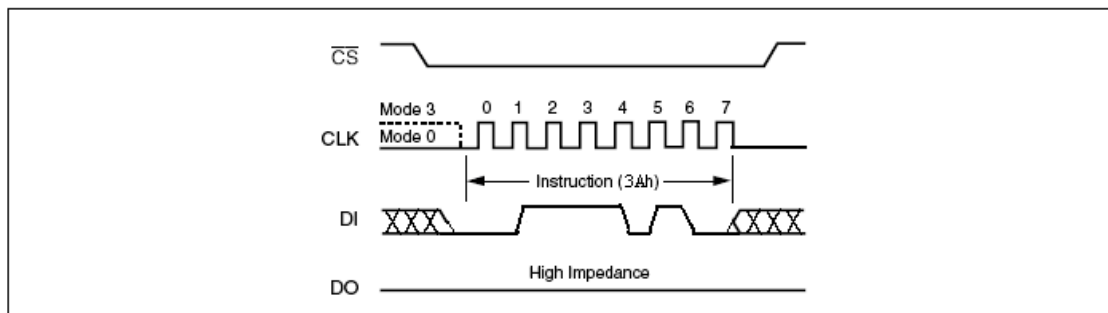 CS
Mode 3
0 1 2 3 4 5 6 7
CLK
Mode 0
Instruction (3Ah)
DI
High Impedance
DO